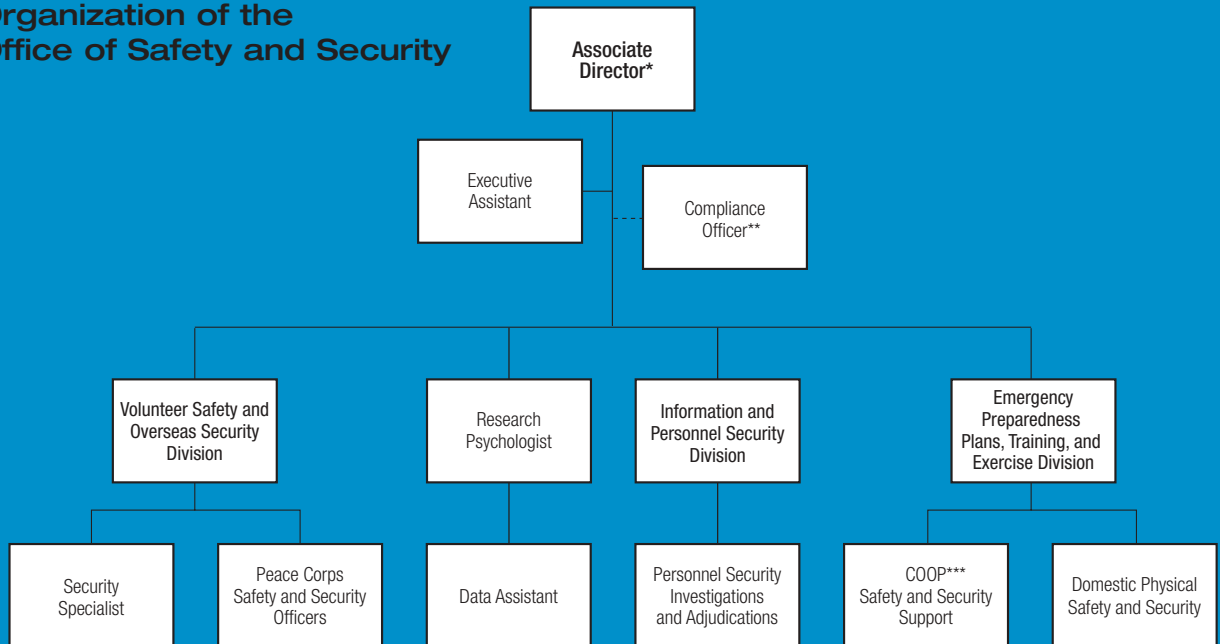 Organization of the
Office of Safety and Security
Associate
Director*
Executive
Assistant
Compliance
Officer**
Volunteer Safety and
Overseas Security
Division
Research
Psychologist
Information and
Personnel Security
Division
Emergency
Preparedness
Plans, Training, and
Exercise Division
Security
Specialist
Peace Corps
Safety and Security
Officers
Data Assistant
Personnel Security
Investigations
and Adjudications
COOP***
Safety and Security
Support
Domestic Physical
Safety and Security